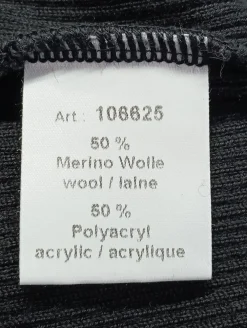 Art.: 106625
50 %
Merino Wolle
wool / laine
50 %
Polyacryl
acrylic / acrylique